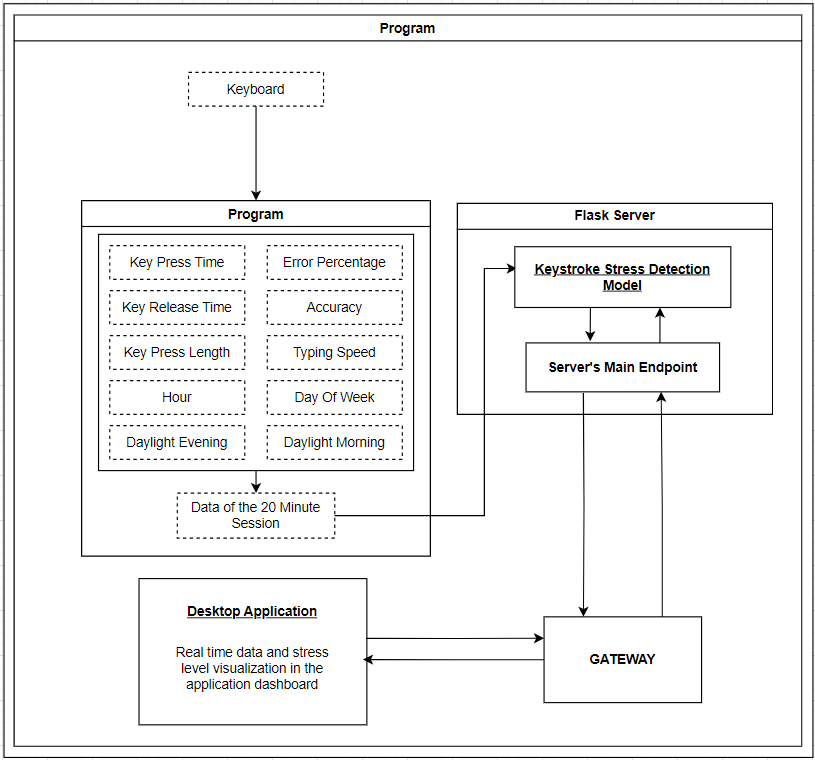 Program
Keyboard
Program
Key Press Time
Error Percentage
Key Release Time
Accuracy
Key Press Length
Typing Speed
Hour
Day Of Week
Daylight Evening
Daylight Morning
Data of the 20 Minute
Session
Flask Server
Keystroke Stress Detection
Model
Server's Main Endpoint
Desktop Application
Real time data and stress
level visualization in the
application dashboard
GATEWAY